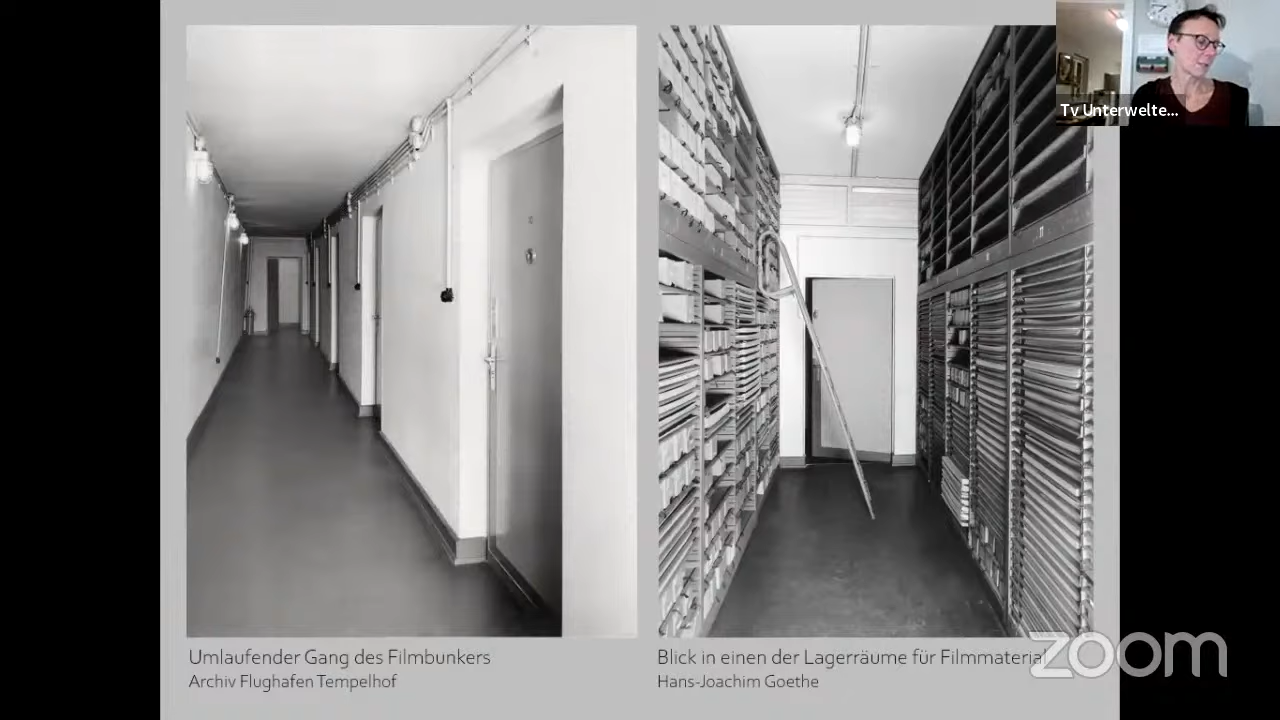 Tv Unterwelte...
Umlaufender Gang des Filmbunkers
Archiv Flughafen Tempelhof
Blick in einen der Lagerräume für Filmmaterial
Hans-Joachim Goethe
zoom